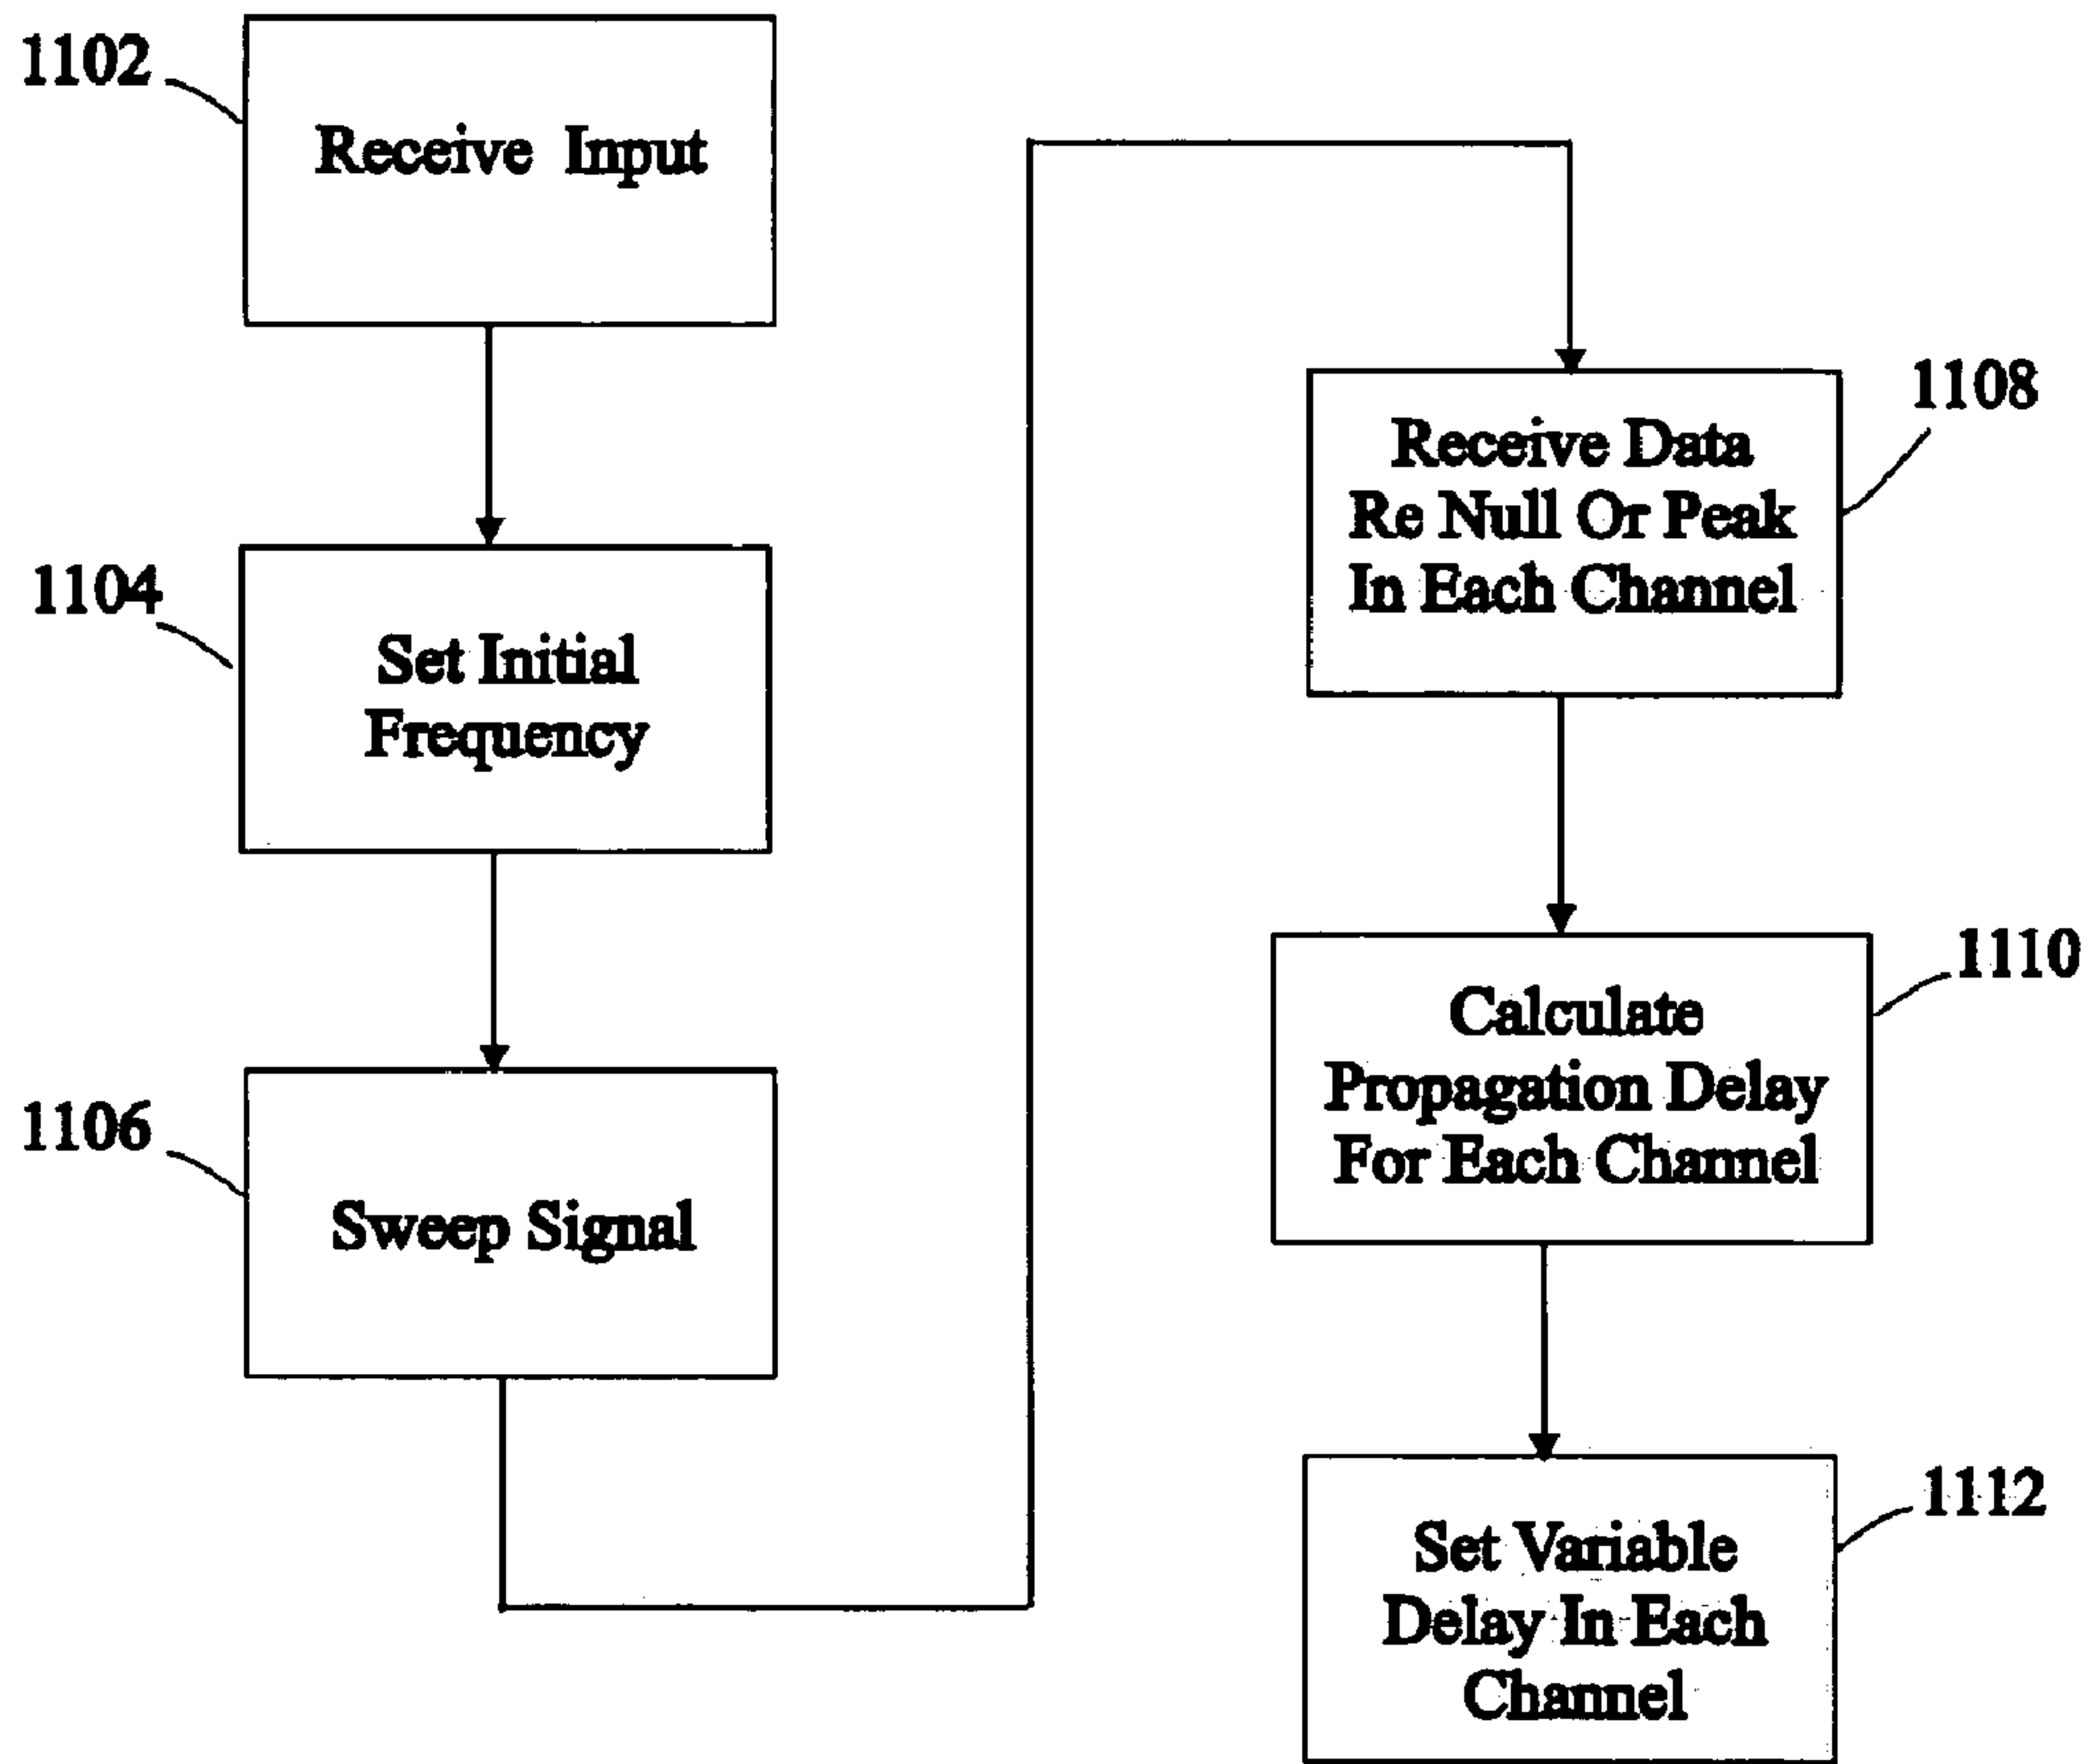 1102
Receive Input
1104
Set Initial
Frequency
1106
Sweep Signal
1108
Receive Data
Re Null Or Peak
In Each Channel
1110
Calculate
Propagation Delay
For Each Channel
1112
Set Variable
Delay In Each
Channel